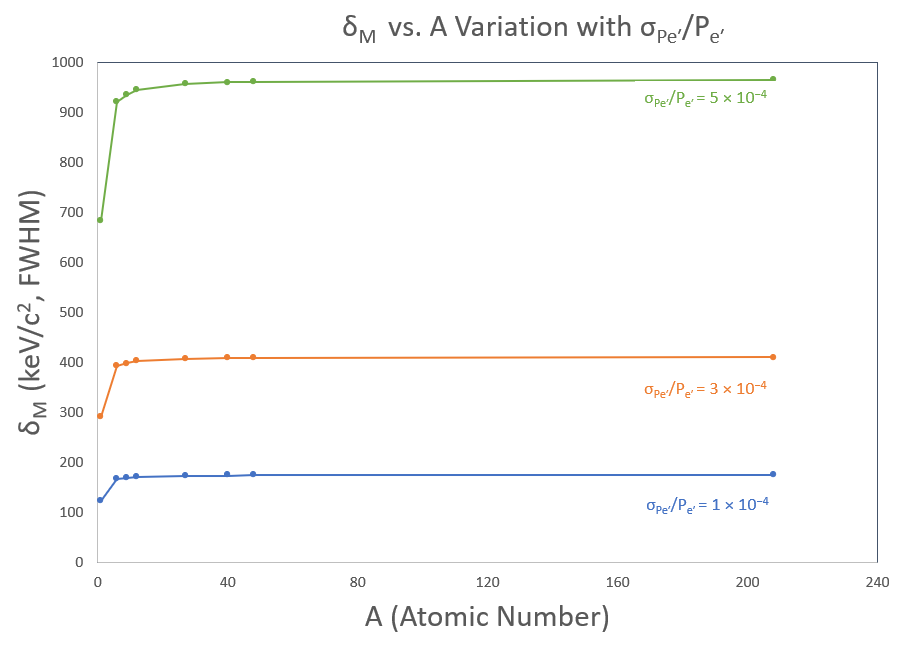 δM vs. A Variation with σPe′/Pe′
1000
900
800
700
600
500
400
300
200
100
0
δM (keV/c², FWHM)
σPe′/Pe′ = 5 × 10⁻⁴
σPe′/Pe′ = 3 × 10⁻⁴
σPe′/Pe′ = 1 × 10⁻⁴
0 40 80 120 160 200 240
A (Atomic Number)